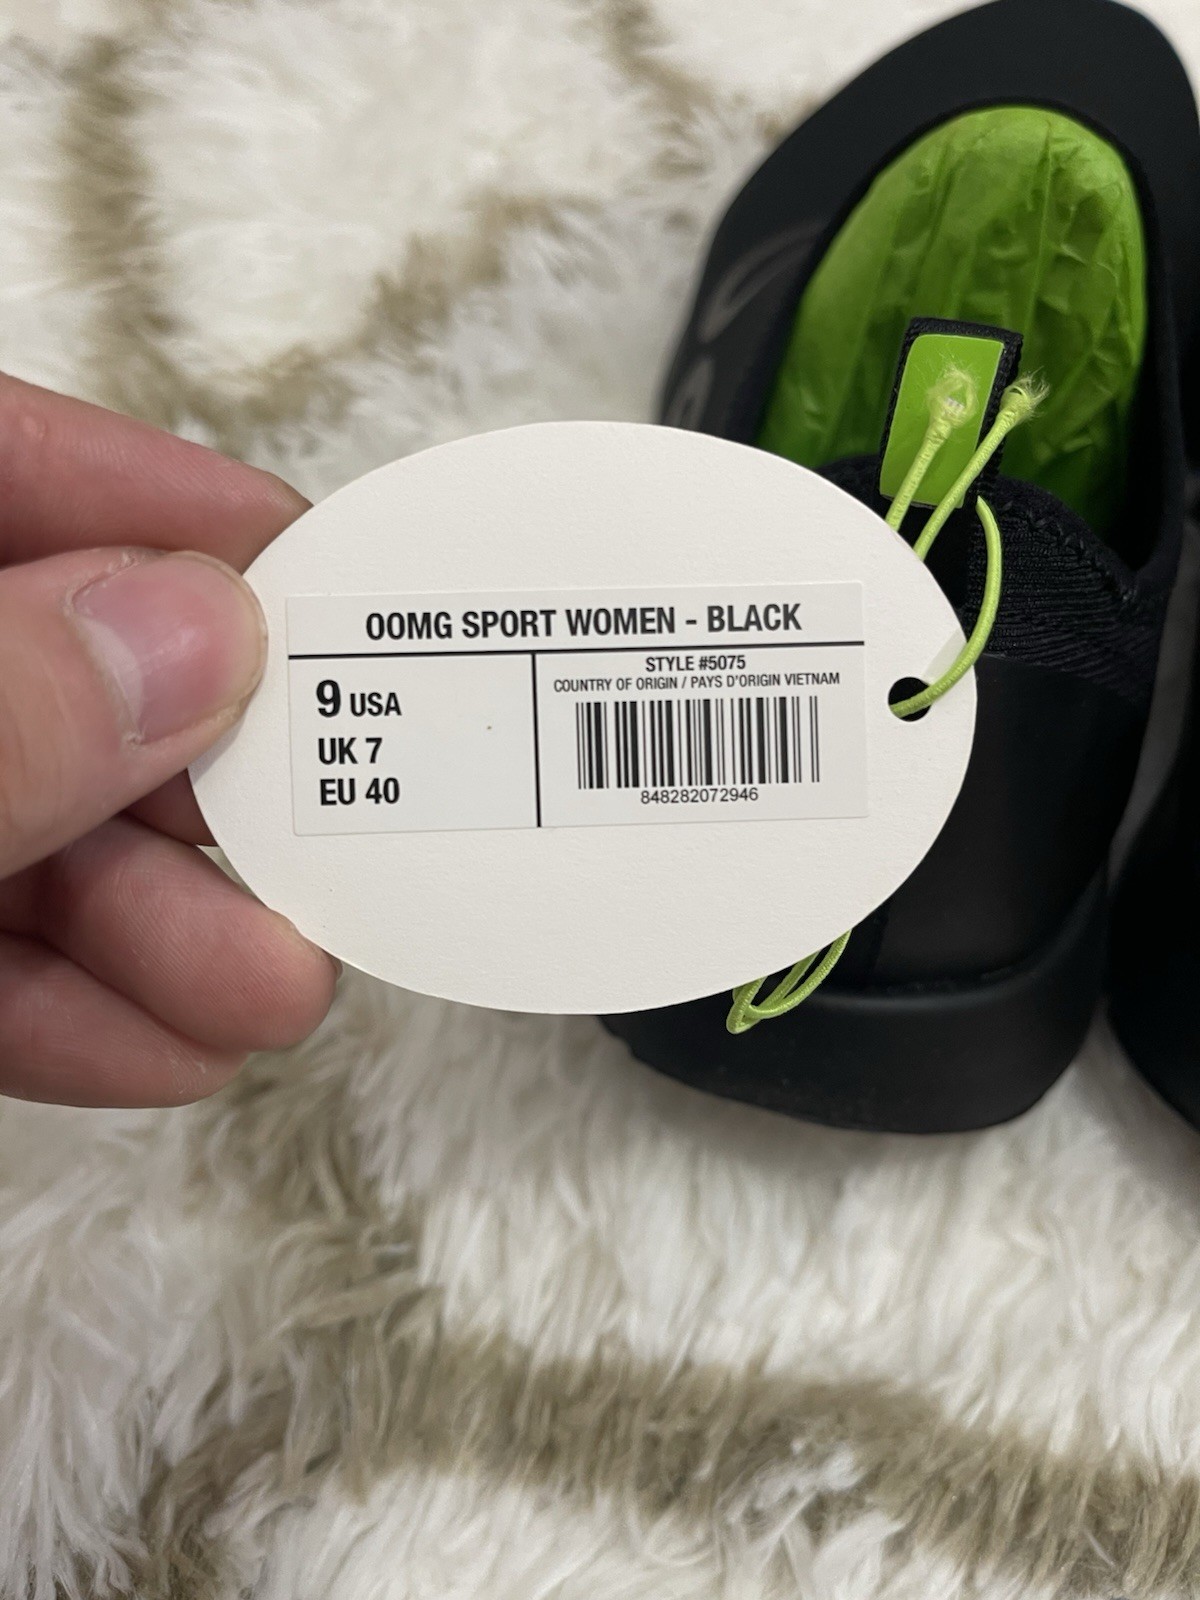 OOMG SPORT WOMEN - BLACK
9 USA
UK 7
EU 40
STYLE #5075
COUNTRY OF ORIGIN / PAYS D'ORIGIN VIETNAM
848282072946